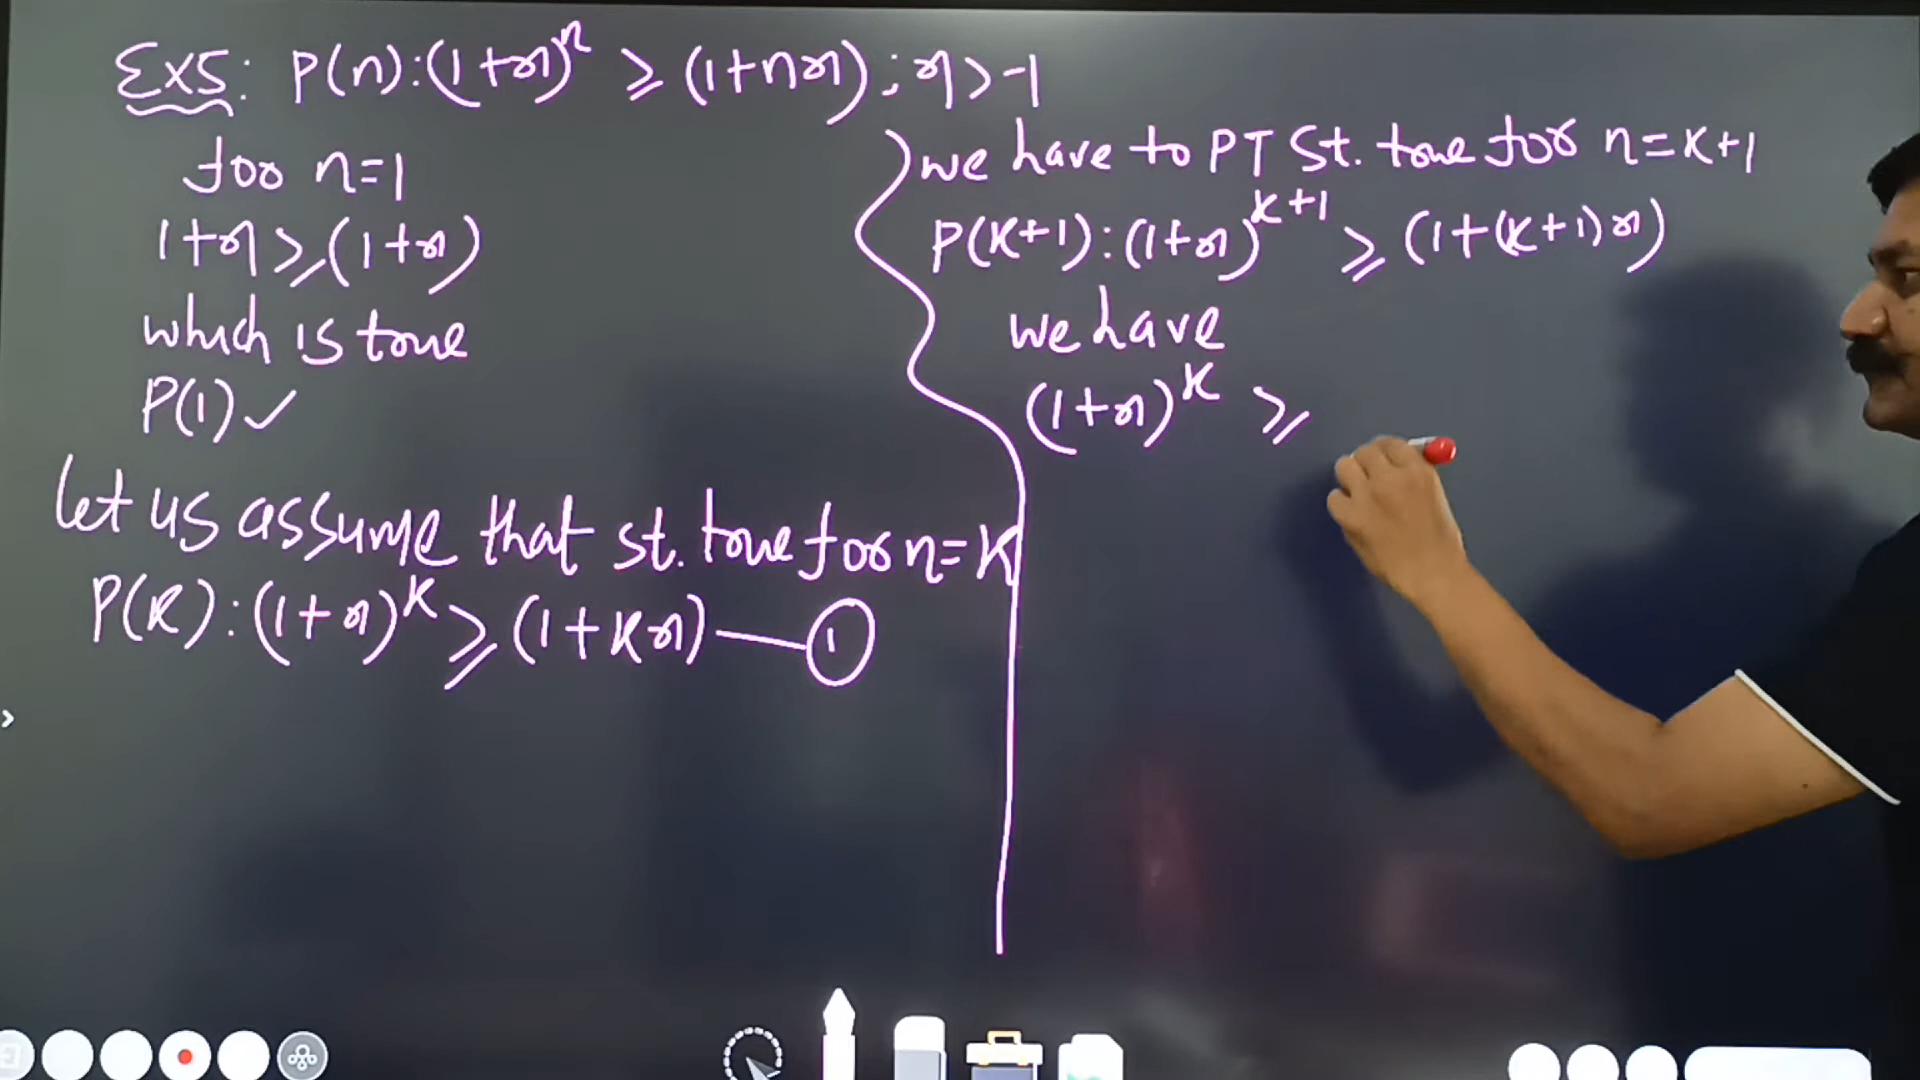 Ex5: P(n):(1+x)^n ≥ (1+nx); x>-1
for n=1
1+x≥(1+x)
which is true
P(1)✓
let us assume that st. true for n=K
P(K):(1+x)^K ≥ (1+Kx) — ①
we have to PT St. true for n=K+1
P(K+1):(1+x)^K+1 ≥ (1+(K+1)x)
we have
(1+x)^K ≥